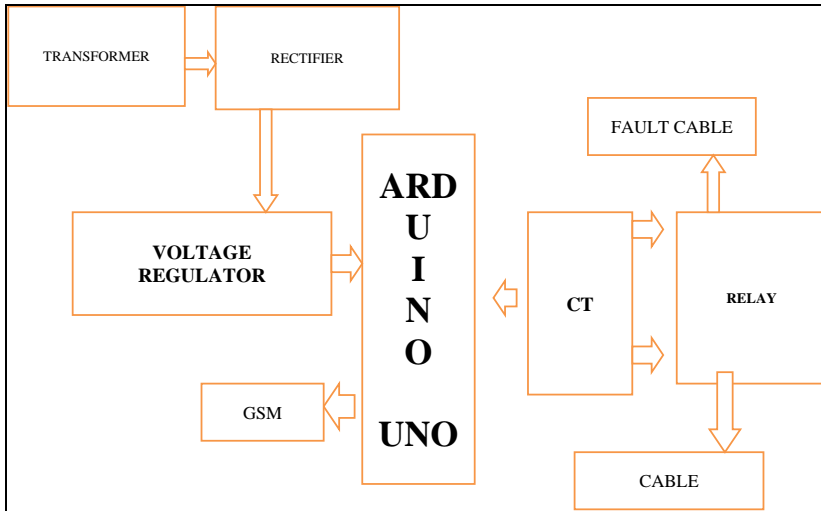 TRANSFORMER
RECTIFIER
FAULT CABLE
ARD
U
I
N
O
UNO
VOLTAGE
REGULATOR
CT
RELAY
GSM
CABLE